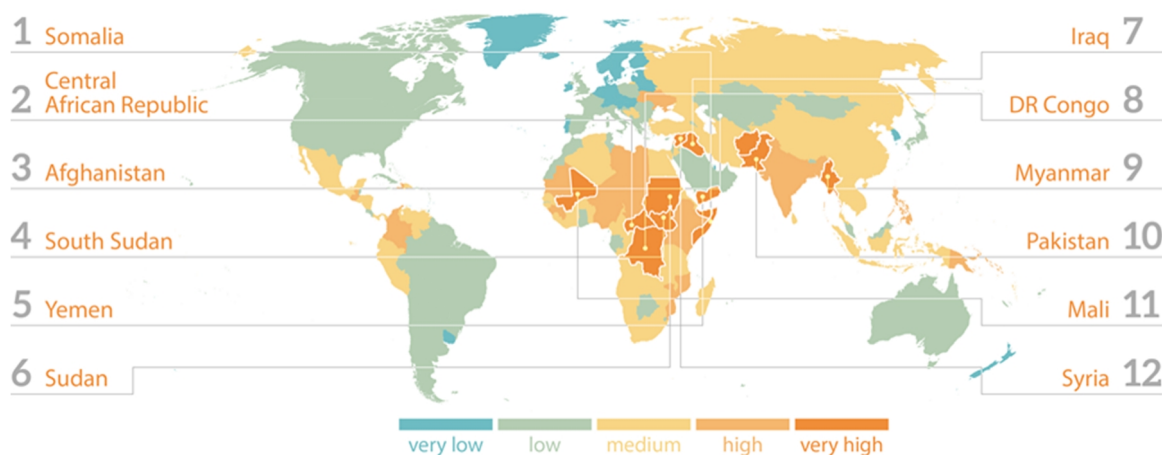 1 Somalia
Central
2 African Republic
3 Afghanistan
4 South Sudan
5 Yemen
6 Sudan
Iraq 7
DR Congo 8
Myanmar 9
Pakistan 10
Mali 11
Syria 12
very low
low
medium
high
very high